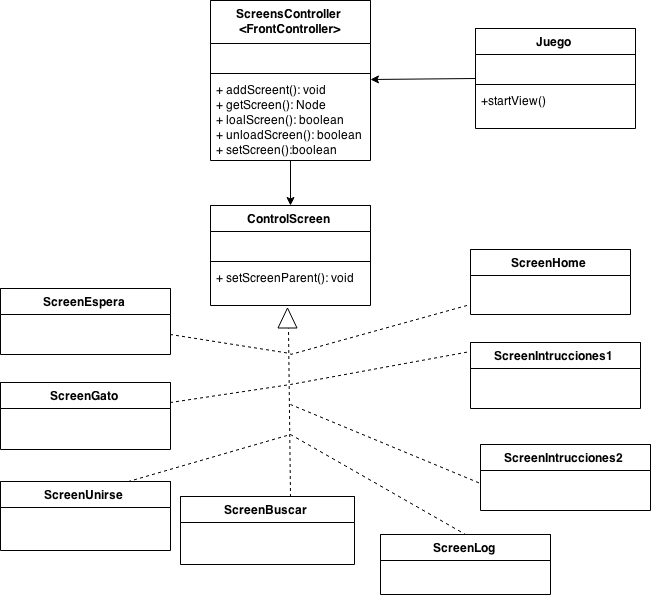 ScreensController
<FrontController>
+ addScreent(): void
+ getScreen(): Node
+ loalScreen(): boolean
+ unloadScreen(): boolean
+ setScreen():boolean
Juego
+startView()
ControlScreen
+ setScreenParent(): void
ScreenHome
ScreenEspera
ScreenIntrucciones1
ScreenGato
ScreenIntrucciones2
ScreenUnirse
ScreenBuscar
ScreenLog